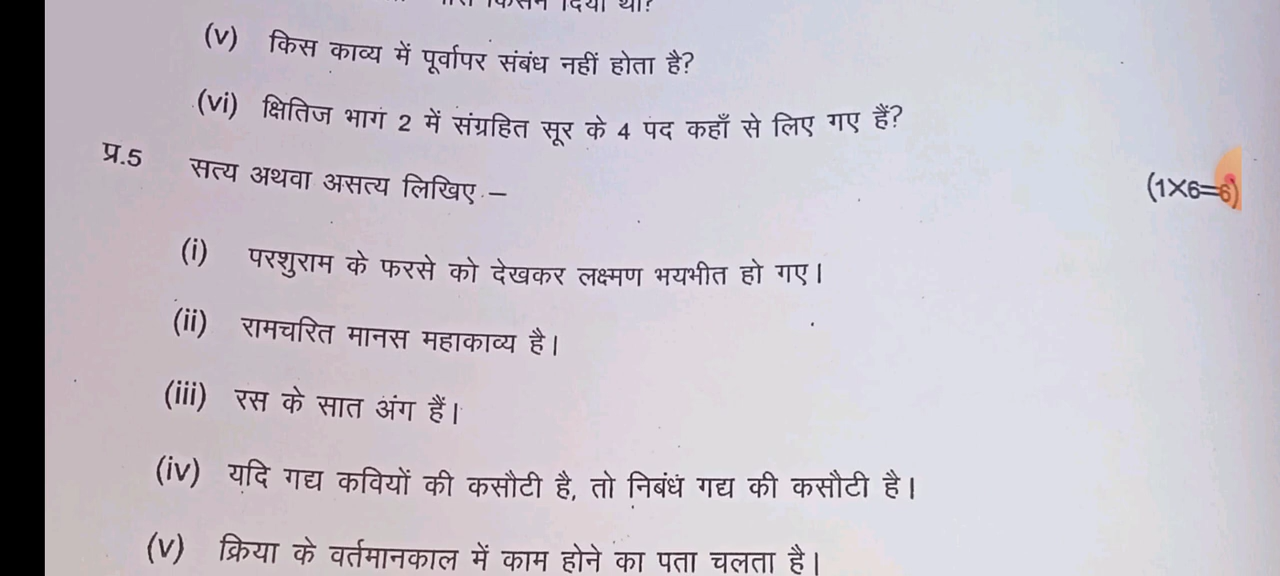 दिया था?
(v) किस काव्य में पूर्वापर संबंध नहीं होता है?
(vi) क्षितिज भाग 2 में संग्रहित सूर के 4 पद कहाँ से लिए गए हैं?
प्र.5 सत्य अथवा असत्य लिखिए – (1X6=6)
(i) परशुराम के फरसे को देखकर लक्ष्मण भयभीत हो गए।
(ii) रामचरित मानस महाकाव्य है।
(iii) रस के सात अंग हैं।
(iv) यदि गद्य कवियों की कसौटी है, तो निबंध गद्य की कसौटी है।
(v) क्रिया के वर्तमानकाल में काम होने का पता चलता है।